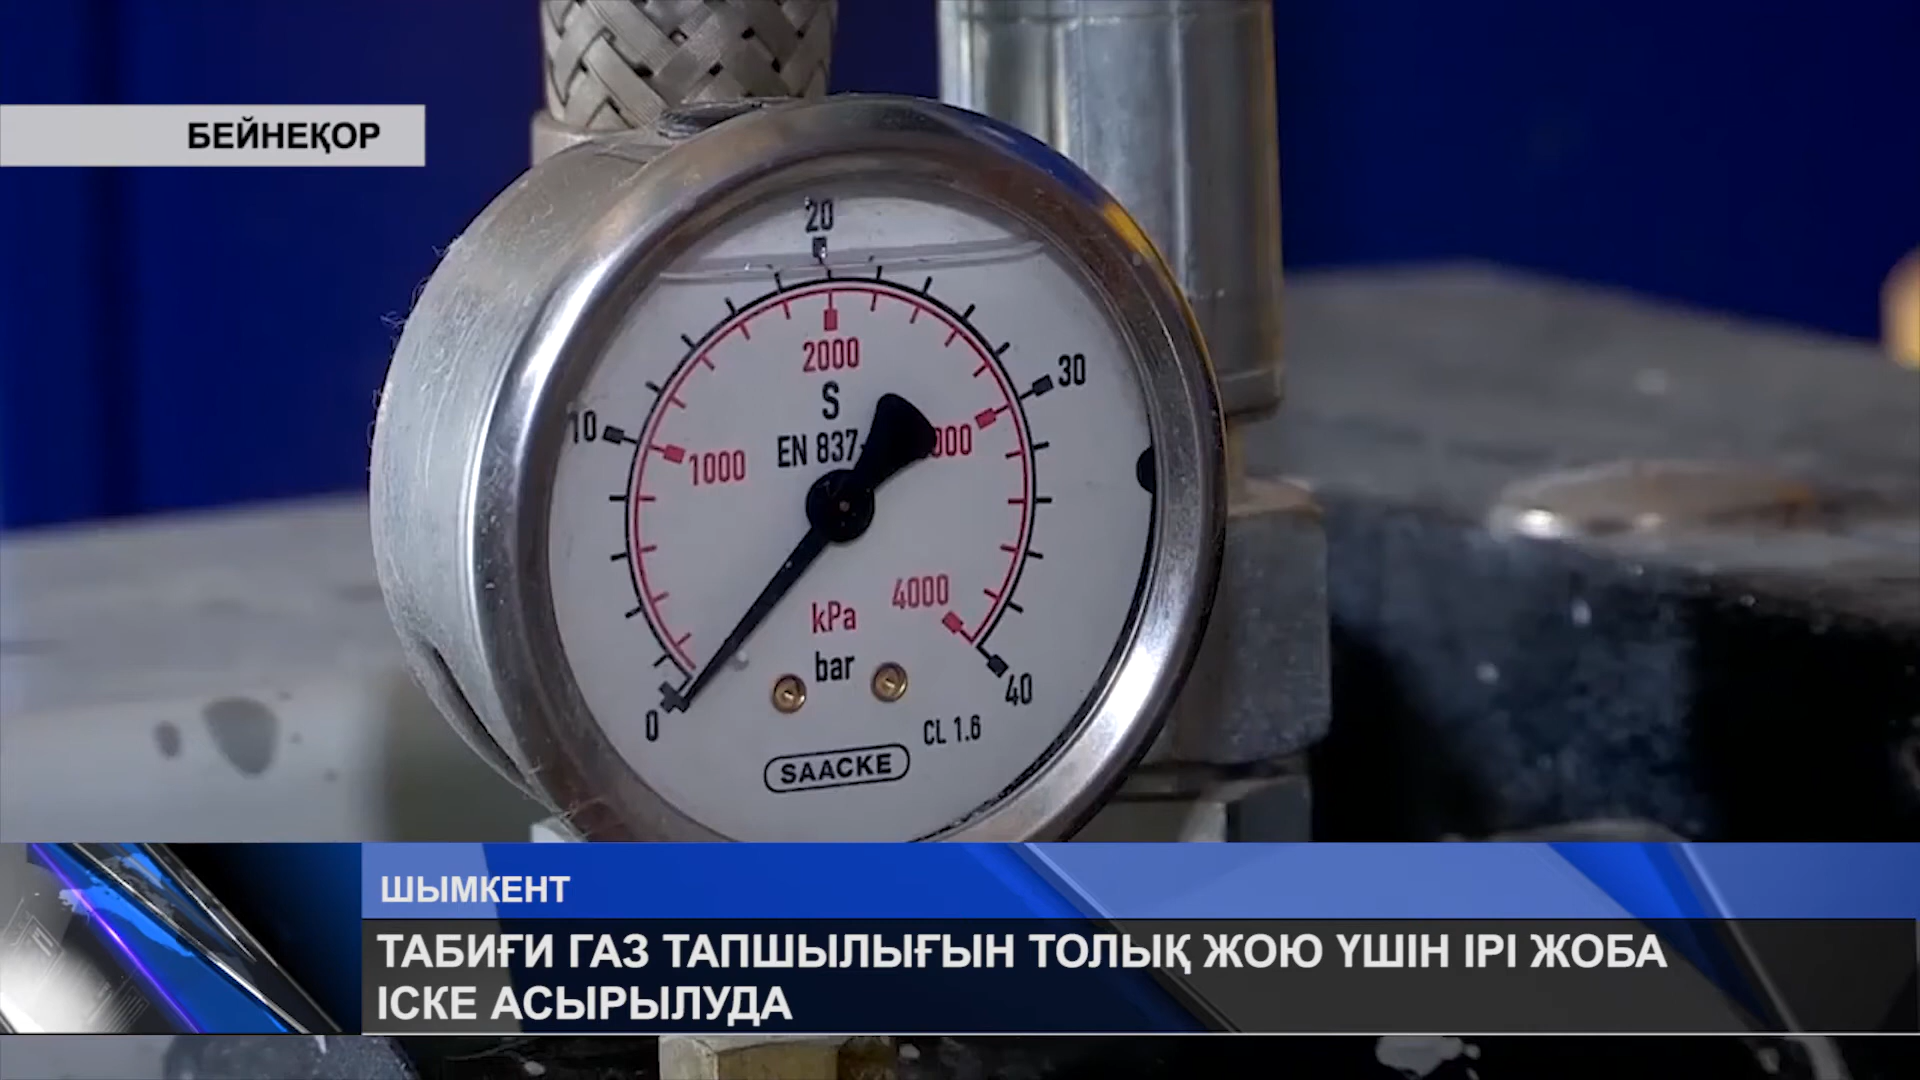 БЕЙНЕҚОР
20
2000
S
30
10
1000
EN 837-
000
4000
kPa
bar
0
40
CL 1.6
SAACKE
ШЫМКЕНТ
ТАБИҒИ ГАЗ ТАПШЫЛЫҒЫН ТОЛЫҚ ЖОЮ ҮШІН ІРІ ЖОБА
ІСКЕ АСЫРЫЛУДА